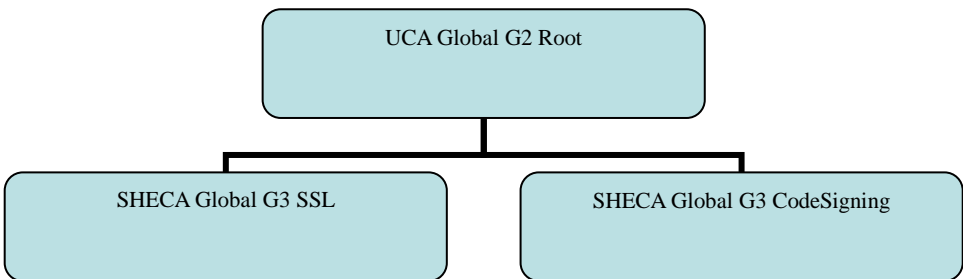 UCA Global G2 Root
SHECA Global G3 SSL
SHECA Global G3 CodeSigning